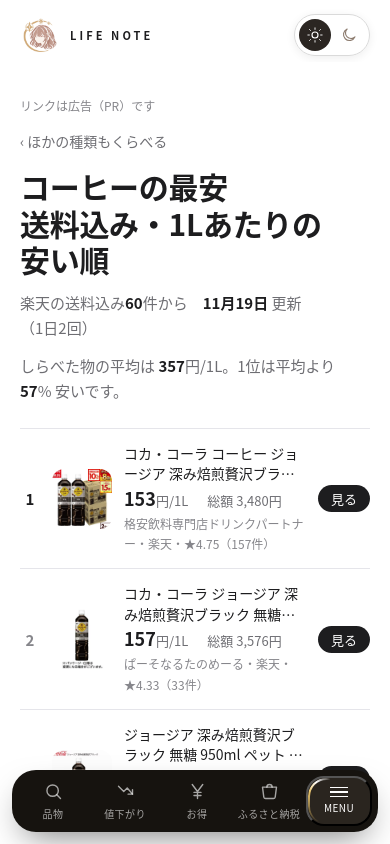 LIFE NOTE
リンクは広告（PR）です
‹ ほかの種類もくらべる
コーヒーの最安
送料込み・1Lあたりの
安い順
楽天の送料込み60件から　11月19日 更新
（1日2回）
しらべた物の平均は 357円/1L。1位は平均より
57% 安いです。
1
コカ・コーラ コーヒー ジョ
ージア 深み焙煎贅沢ブラ…
153円/1L　総額 3,480円
格安飲料専門店ドリンクパートナ
ー・楽天・★4.75（157件）
見る
2
コカ・コーラ ジョージア 深
み焙煎贅沢ブラック 無糖…
157円/1L　総額 3,576円
ぱーそなるたのめーる・楽天・
★4.33（33件）
見る
ジョージア 深み焙煎贅沢ブ
ラック 無糖 950ml ペット …
品物
値下がり
お得
ふるさと納税
MENU